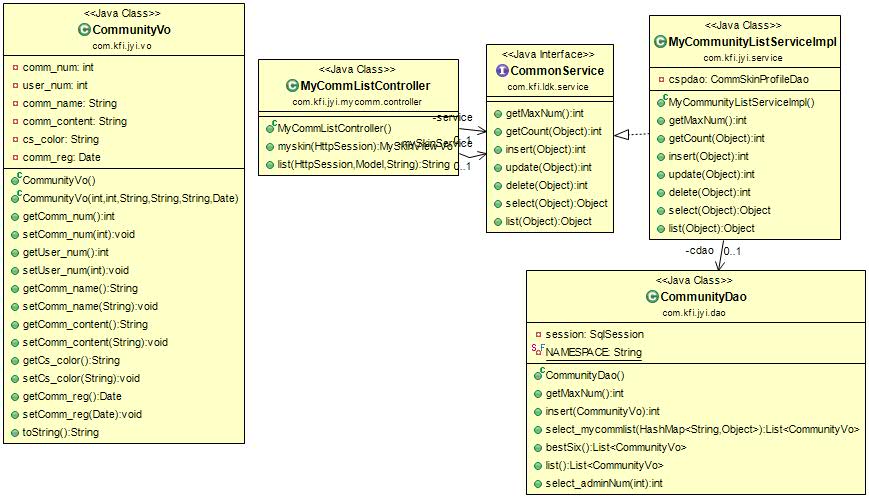 <<Java Class>>
CommunityVo
com.kfi.jyi.vo
comm_num: int
user_num: int
comm_name: String
comm_content: String
cs_color: String
comm_reg: Date
CommunityVo()
CommunityVo(int,int,String,String,String,Date)
getComm_num():int
setComm_num(int):void
getUser_num():int
setUser_num(int):void
getComm_name():String
setComm_name(String):void
getComm_content():String
setComm_content(String):void
getCs_color():String
setCs_color(String):void
getComm_reg():Date
setComm_reg(Date):void
toString():String
<<Java Class>>
MyCommListController
com.kfi.jyi.mycomm.controller
MyCommListController()
myskin(HttpSession):MySkinViewVo
list(HttpSession,Model,String):String
-service
0..1
-mySkinService
0..1
<<Java Interface>>
CommonService
com.kfi.ldk.service
getMaxNum():int
getCount(Object):int
insert(Object):int
update(Object):int
delete(Object):int
select(Object):Object
list(Object):Object
<<Java Class>>
MyCommunityListServiceImpl
com.kfi.jyi.service
cspdao: CommSkinProfileDao
MyCommunityListServiceImpl()
getMaxNum():int
getCount(Object):int
insert(Object):int
update(Object):int
delete(Object):int
select(Object):Object
list(Object):Object
-cdao 0..1
<<Java Class>>
CommunityDao
com.kfi.jyi.dao
session: SqlSession
NAMESPACE: String
CommunityDao()
getMaxNum():int
insert(CommunityVo):int
select_mycommlist(HashMap<String,Object>):List<CommunityVo>
bestSix():List<CommunityVo>
list():List<CommunityVo>
select_adminNum(int):int